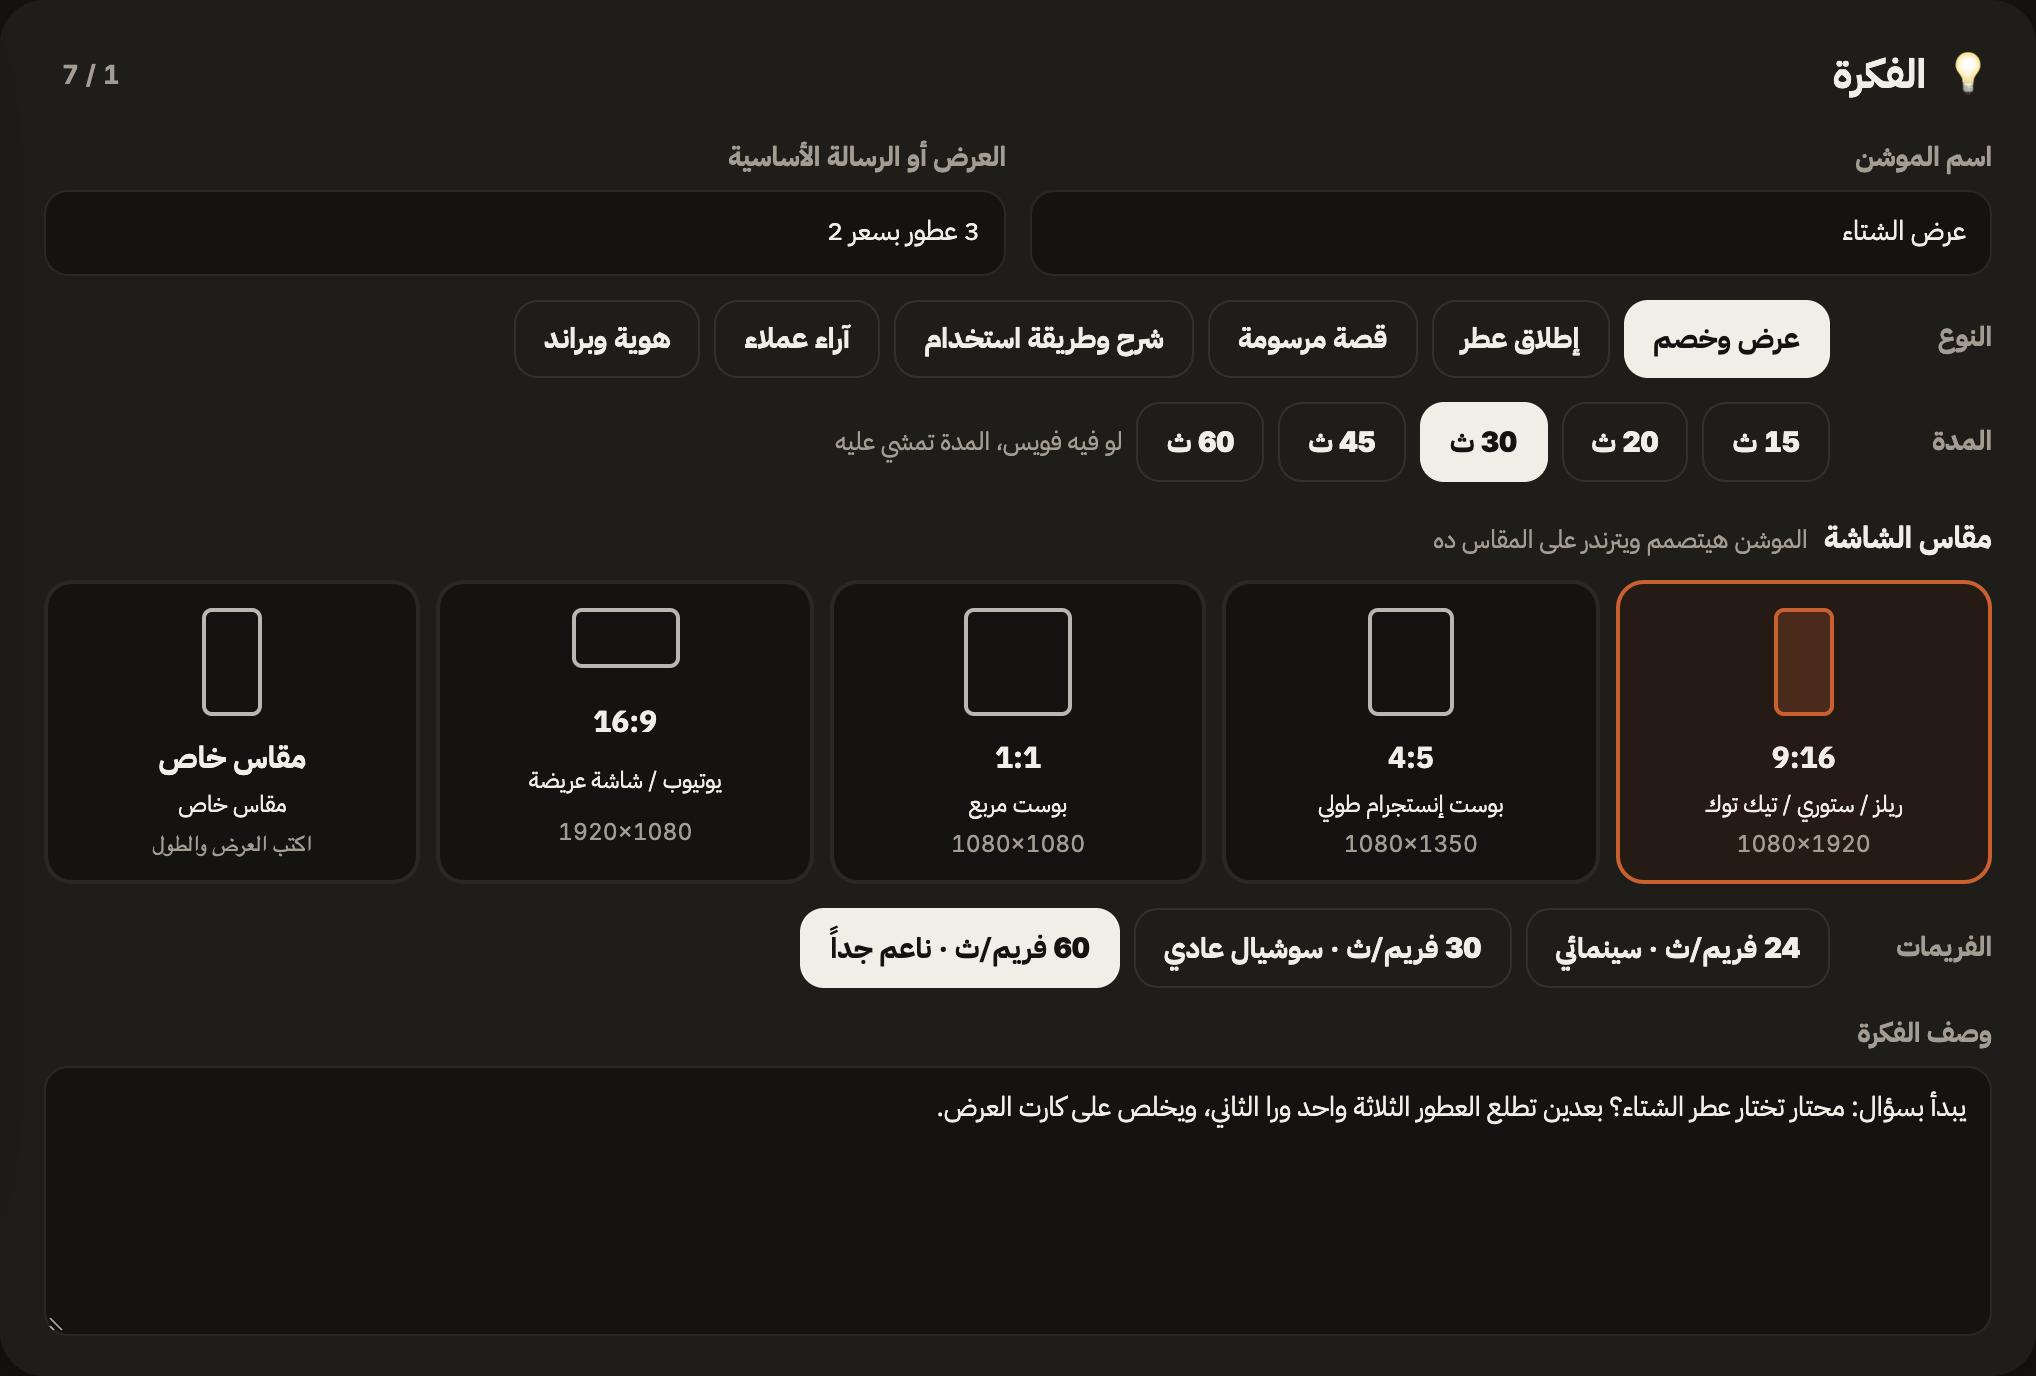 💡 الفكرة
1 / 7
اسم الموشن
العرض أو الرسالة الأساسية
عرض الشتاء
3 عطور بسعر 2
النوع
عرض وخصم
إطلاق عطر
قصة مرسومة
شرح وطريقة استخدام
آراء عملاء
هوية وبراند
المدة
15 ث
20 ث
30 ث
45 ث
60 ث
لو فيه فويس، المدة تمشي عليه
مقاس الشاشة
الموشن هيتصمم ويترندر على المقاس ده
9:16
ريلز / ستوري / تيك توك
1080×1920
4:5
بوست إنستجرام طولي
1080×1350
1:1
بوست مربع
1080×1080
16:9
يوتيوب / شاشة عريضة
1920×1080
مقاس خاص
مقاس خاص
اكتب العرض والطول
الفريمات
24 فريم/ث · سينمائي
30 فريم/ث · سوشيال عادي
60 فريم/ث · ناعم جداً
وصف الفكرة
يبدأ بسؤال: محتار تختار عطر الشتاء؟ بعدين تطلع العطور الثلاثة واحد ورا الثاني، ويخلص على كارت العرض.